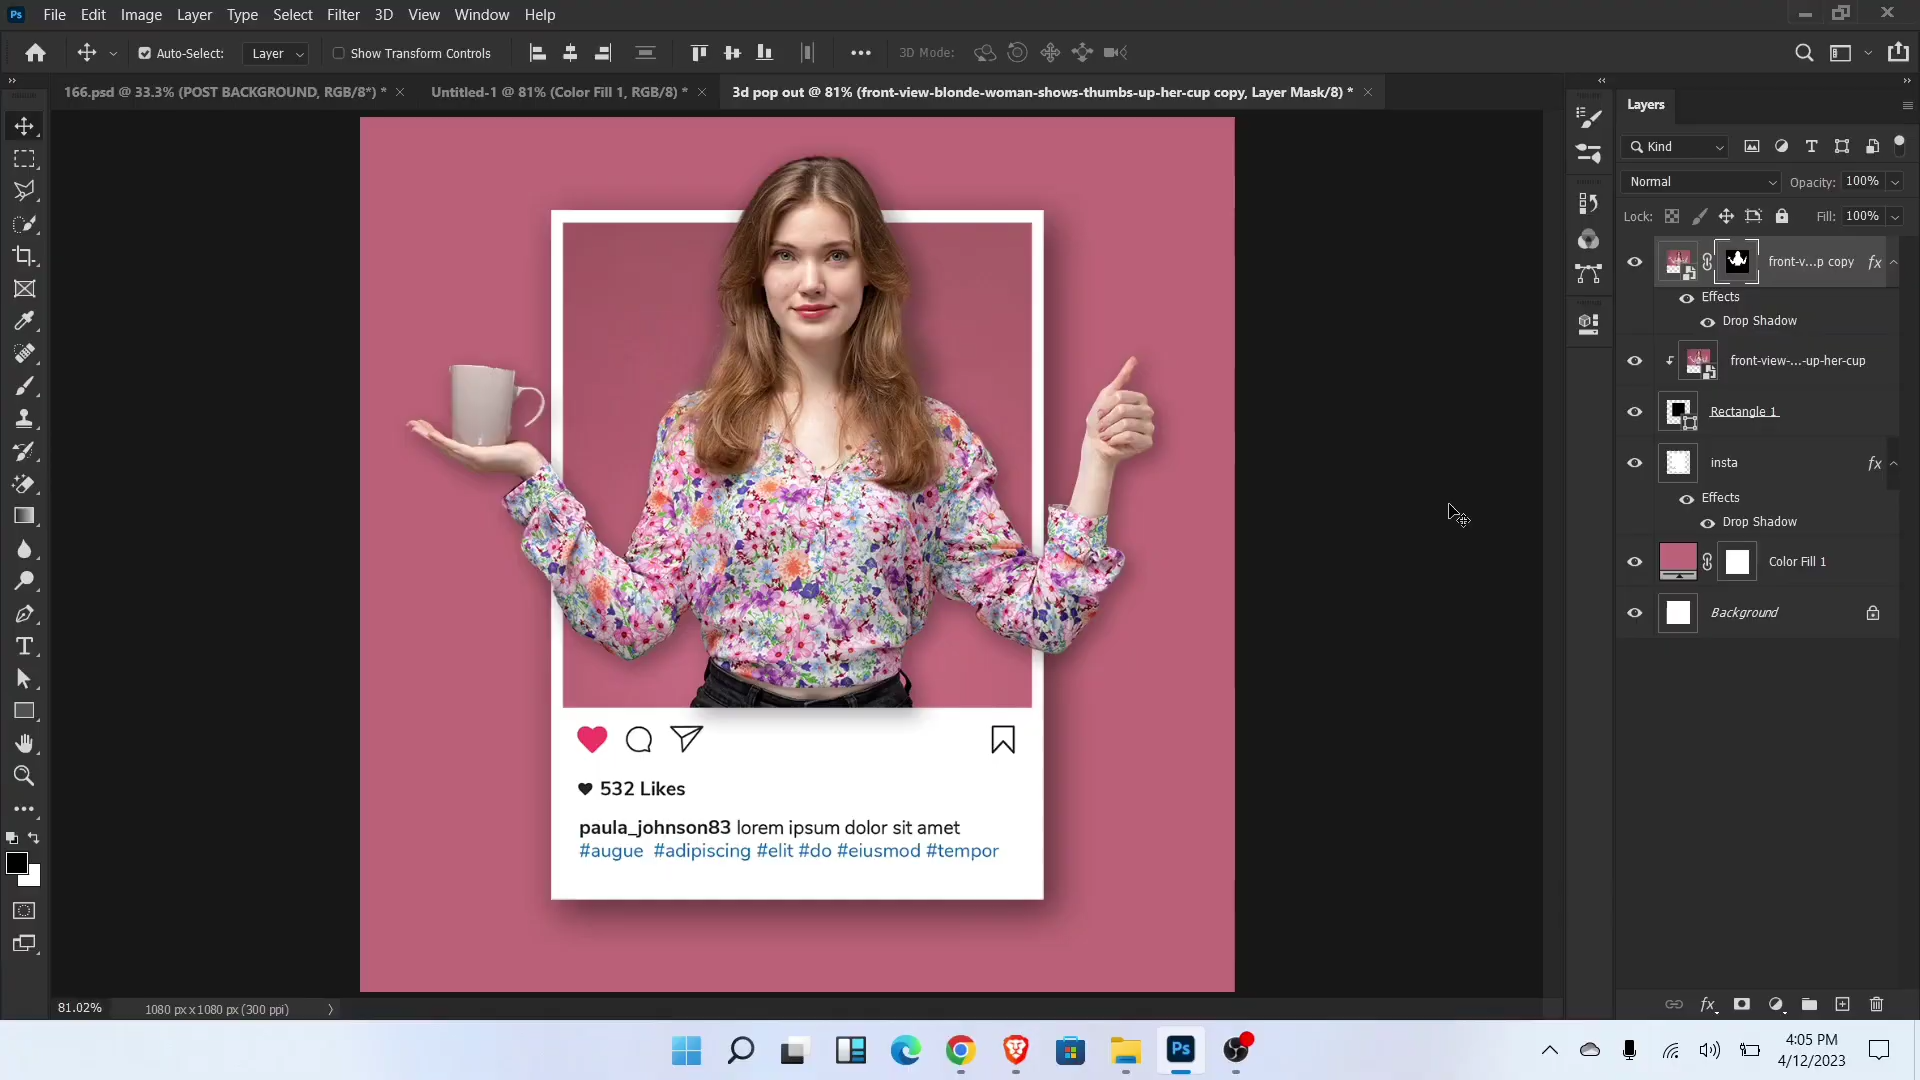 Ps File Edit Image Layer Type Select Filter 3D View Window Help
Auto-Select: Layer Show Transform Controls 3D Mode:
166.psd @ 33.3% (POST BACKGROUND, RGB/8*) *
Untitled-1 @ 81% (Color Fill 1, RGB/8) *
3d pop out @ 81% (front-view-blonde-woman-shows-thumbs-up-her-cup copy, Layer Mask/8) *
Layers
Kind
Normal Opacity: 100%
Lock: Fill: 100%
front-v...p copy fx
Effects
Drop Shadow
front-view-...-up-her-cup
Rectangle 1
insta fx
Effects
Drop Shadow
Color Fill 1
Background
532 Likes
paula_johnson83 lorem ipsum dolor sit amet
#augue #adipiscing #elit #do #eiusmod #tempor
81.02% 1080 px x 1080 px (300 ppi)
fx
Ps
4:05 PM
4/12/2023